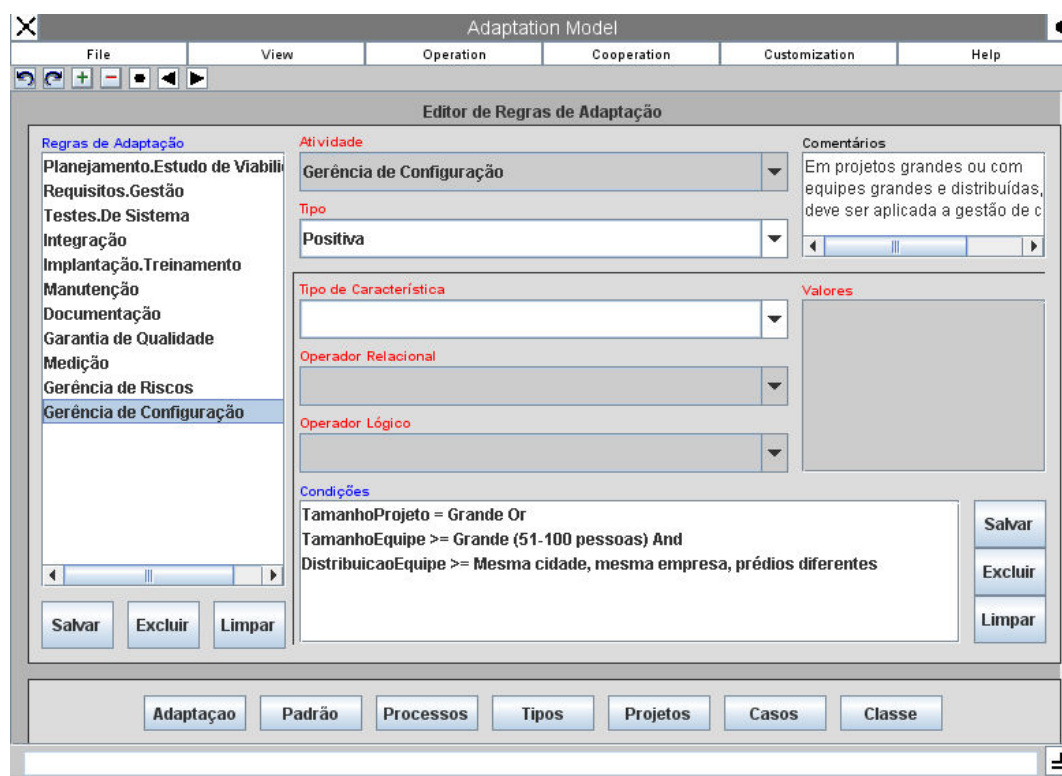 Adaptation Model
File View Operation Cooperation Customization Help
Editor de Regras de Adaptação
Regras de Adaptação
Planejamento.Estudo de Viabili
Requisitos.Gestão
Testes.De Sistema
Integração
Implantação.Treinamento
Manutenção
Documentação
Garantia de Qualidade
Medição
Gerência de Riscos
Gerência de Configuração
Salvar Excluir Limpar
Atividade
Gerência de Configuração
Tipo
Positiva
Comentários
Em projetos grandes ou com
equipes grandes e distribuídas,
deve ser aplicada a gestão de c
Tipo de Característica
Operador Relacional
Operador Lógico
Valores
Condições
TamanhoProjeto = Grande Or
TamanhoEquipe >= Grande (51-100 pessoas) And
DistribuicaoEquipe >= Mesma cidade, mesma empresa, prédios diferentes
Salvar
Excluir
Limpar
Adaptaçao Padrão Processos Tipos Projetos Casos Classe